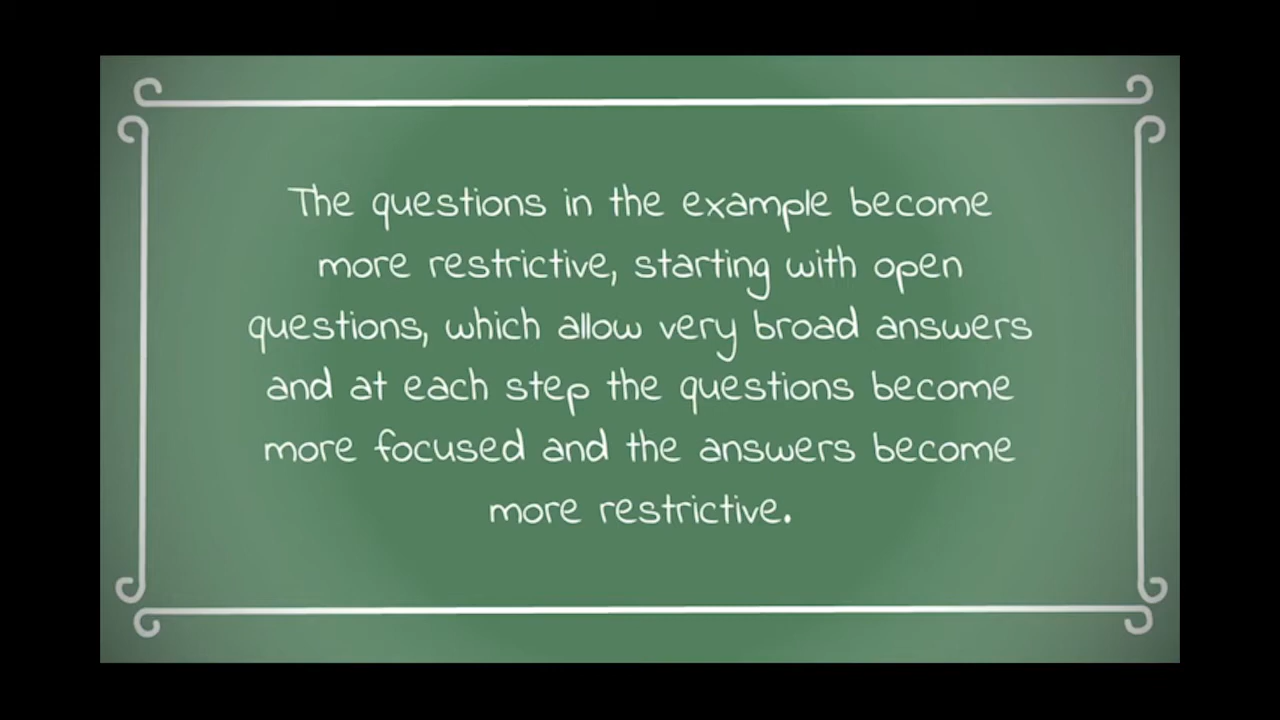 The questions in the example become
more restrictive, starting with open
questions, which allow very broad answers
and at each step the questions become
more focused and the answers become
more restrictive.